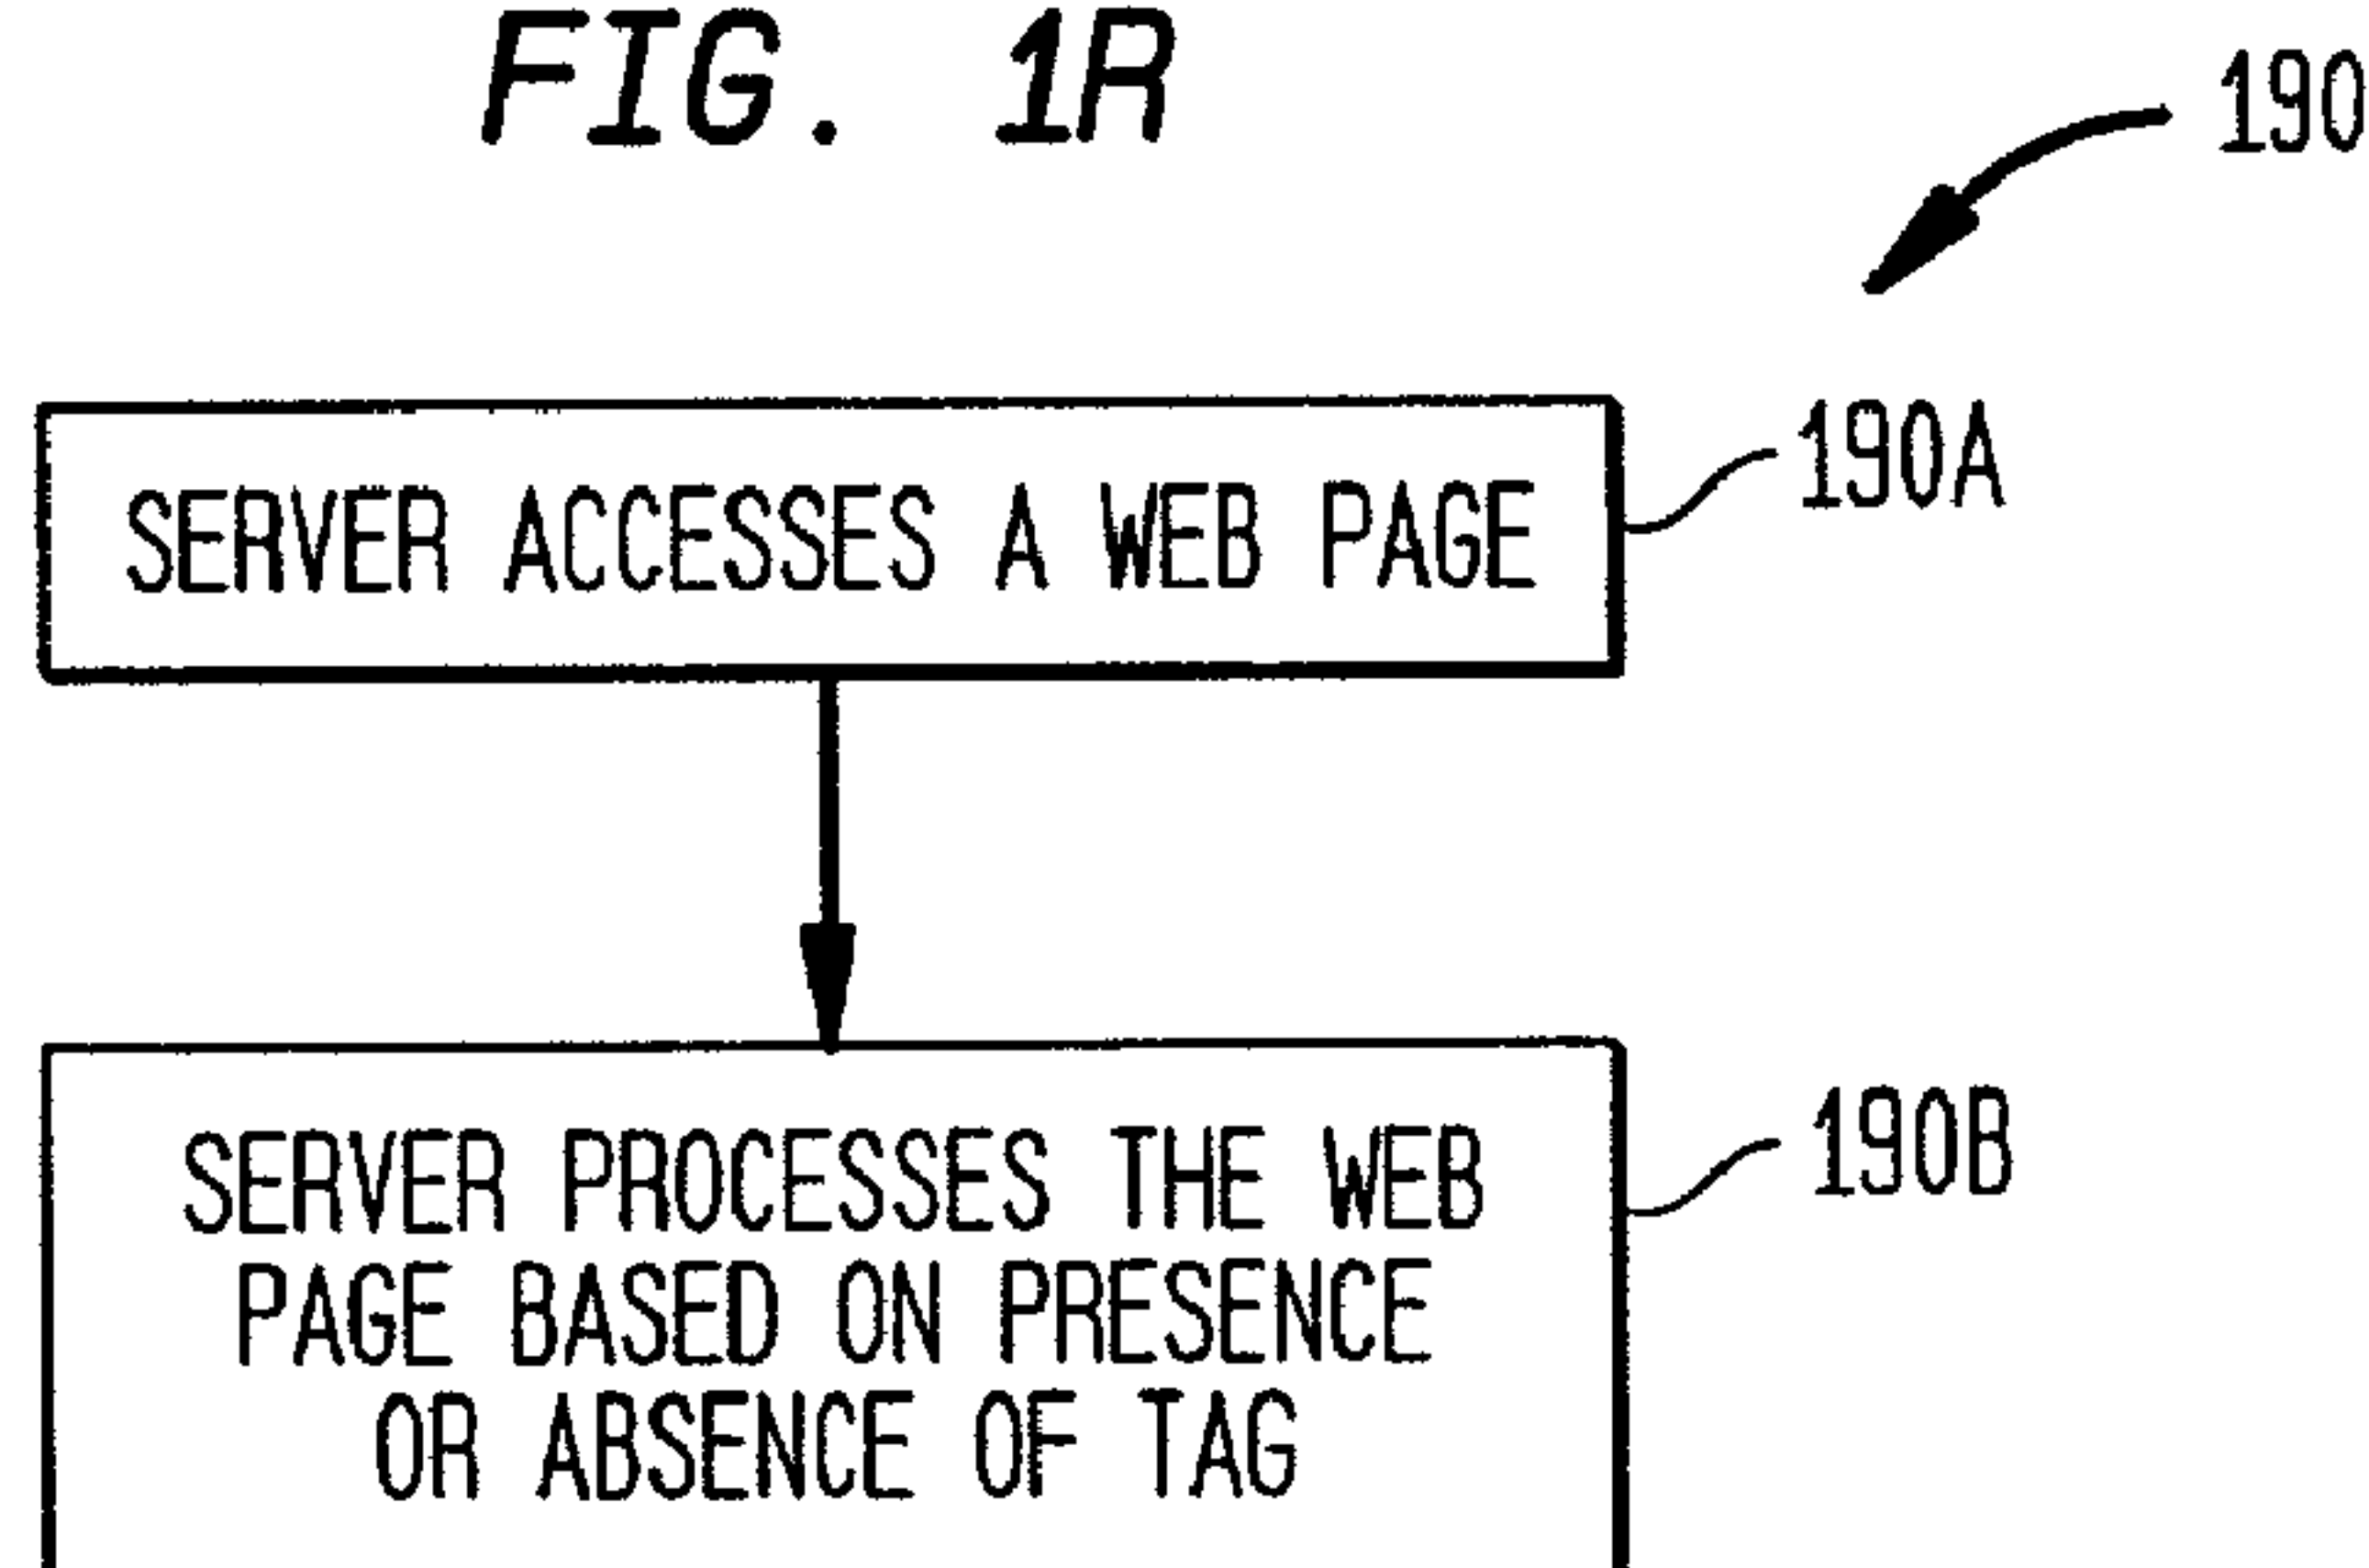 FIG. 1R
190
190A
SERVER ACCESSES A WEB PAGE
190B
SERVER PROCESSES THE WEB
PAGE BASED ON PRESENCE
OR ABSENCE OF TAG